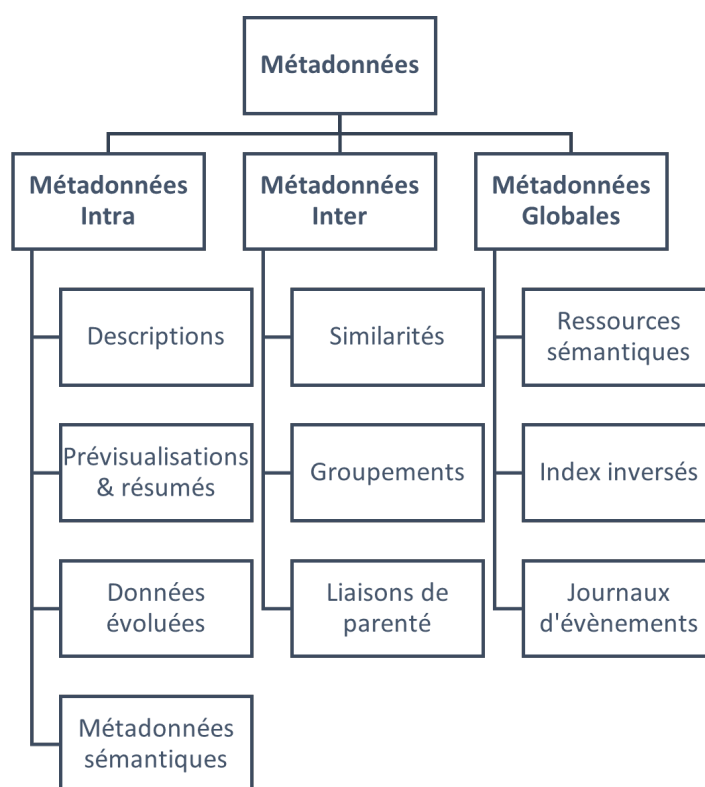 Métadonnées
Métadonnées
Intra
Métadonnées
Inter
Métadonnées
Globales
Descriptions
Similarités
Ressources
sémantiques
Prévisualisations
& résumés
Groupements
Index inversés
Données
évoluées
Liaisons de
parenté
Journaux
d'évènements
Métadonnées
sémantiques